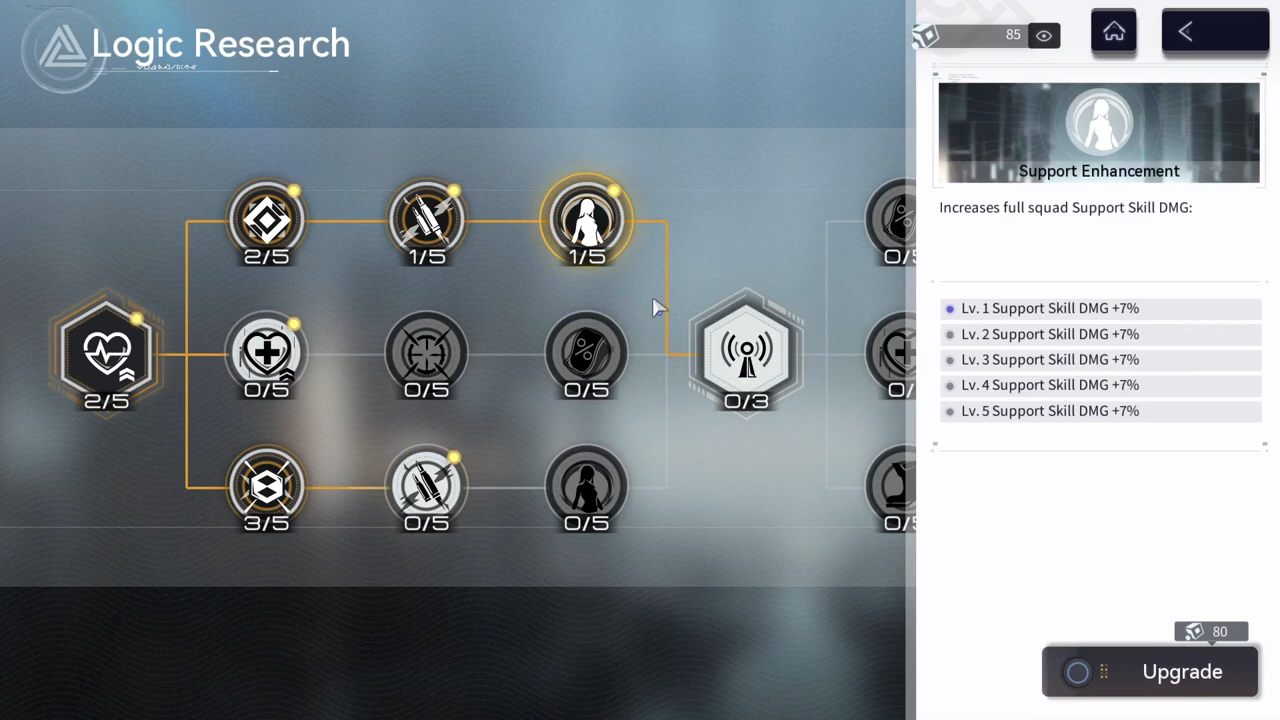 Logic Research
85
Support Enhancement
Increases full squad Support Skill DMG:
2/5
1/5
1/5
0/5
Lv. 1 Support Skill DMG +7%
Lv. 2 Support Skill DMG +7%
Lv. 3 Support Skill DMG +7%
Lv. 4 Support Skill DMG +7%
Lv. 5 Support Skill DMG +7%
2/5
0/5
0/5
0/5
0/3
0/
3/5
0/5
0/5
0/5
80
Upgrade